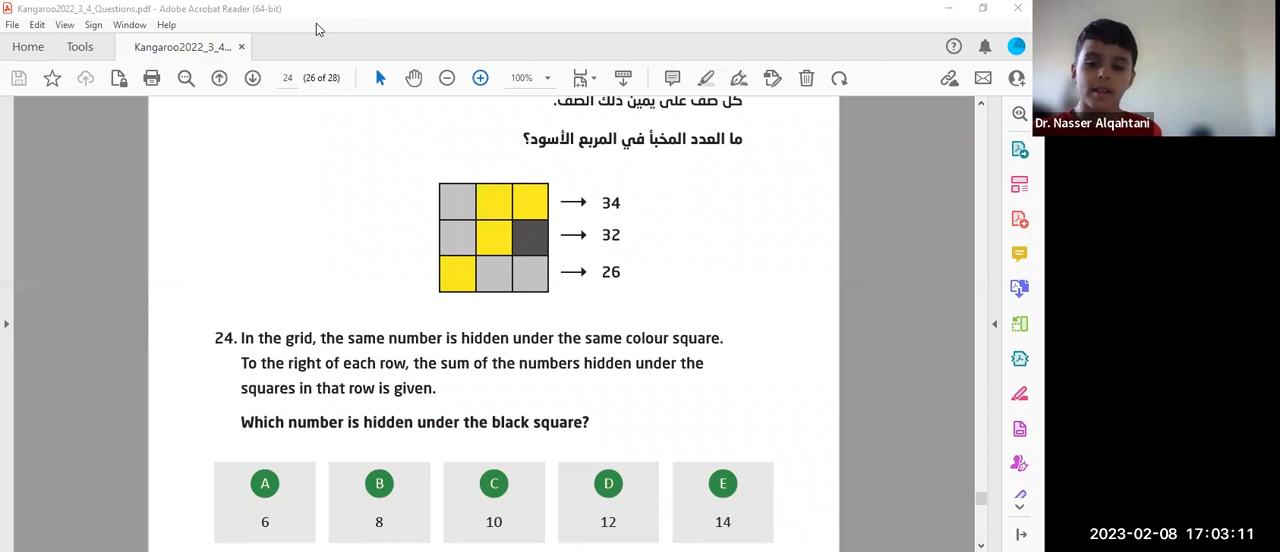 Kangaroo2022_3_4_Questions.pdf - Adobe Acrobat Reader (64-bit)
File Edit View Sign Window Help
Home Tools Kangaroo2022_3_4... ×
24 (26 of 28) 100%
Dr. Nasser Alqahtani
كل صف على يمين ذلك الصف.
ما العدد المخبأ في المربع الأسود؟
34
32
26
24. In the grid, the same number is hidden under the same colour square.
To the right of each row, the sum of the numbers hidden under the
squares in that row is given.
Which number is hidden under the black square?
A B C D E
6 8 10 12 14
2023-02-08 17:03:11